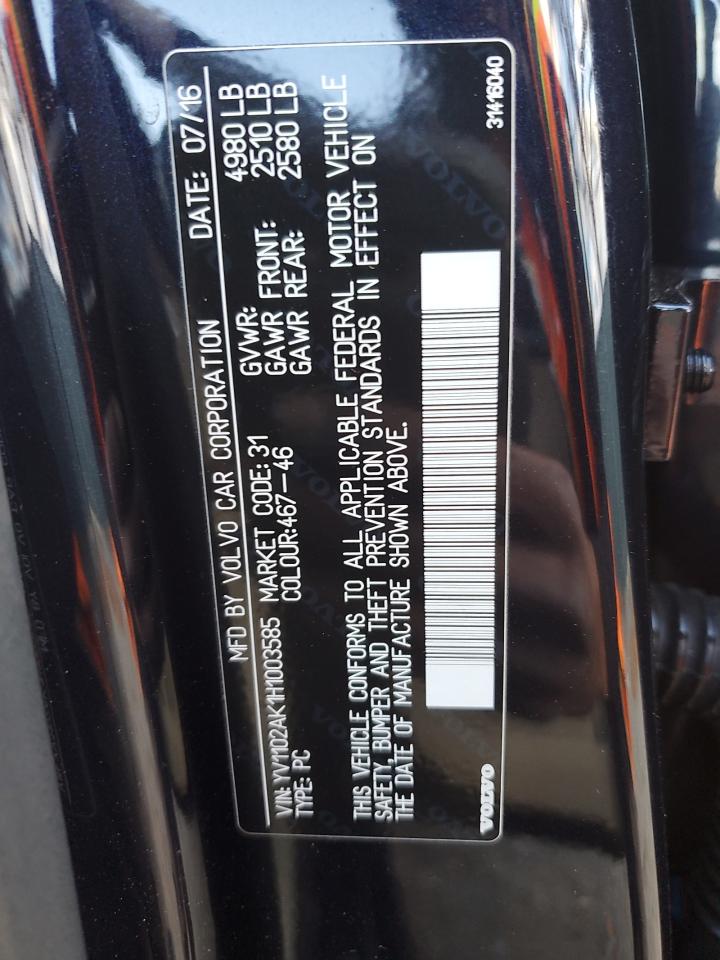 MFD BY VOLVO CAR CORPORATION DATE: 07/16
VIN: YV1102AK1H1003585 MARKET CODE: 31 GVWR: 4980 LB
TYPE: PC COLOUR:467-46 GAWR FRONT: 2510 LB
GAWR REAR: 2580 LB
THIS VEHICLE CONFORMS TO ALL APPLICABLE FEDERAL MOTOR VEHICLE
SAFETY, BUMPER AND THEFT PREVENTION STANDARDS IN EFFECT ON
THE DATE OF MANUFACTURE SHOWN ABOVE.
VOLVO
31416040